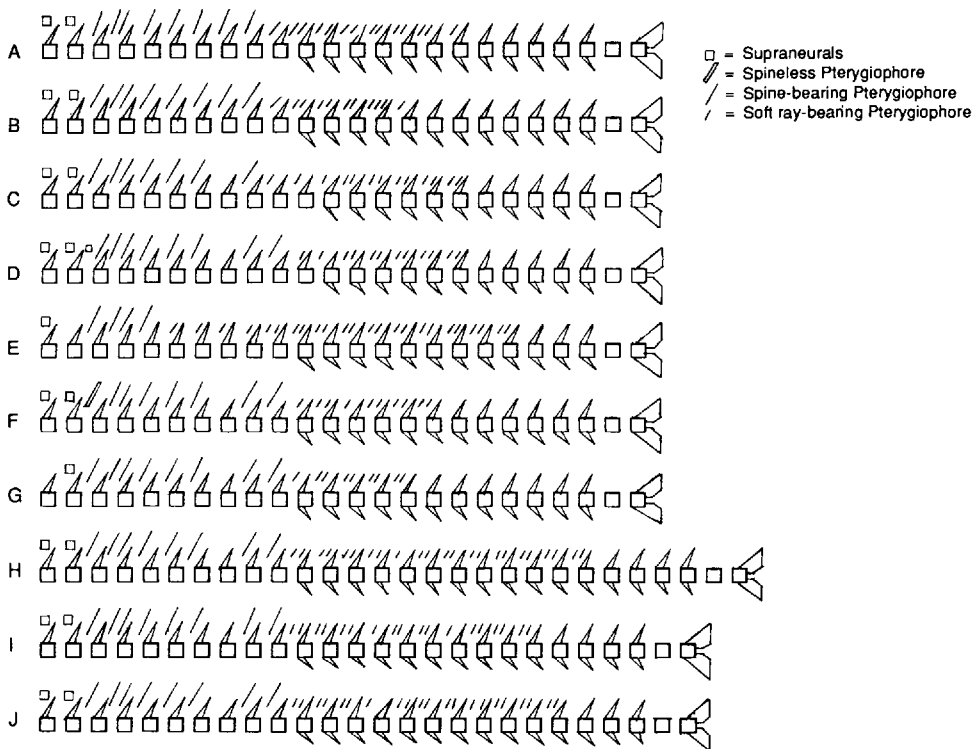 A
B
C
D
E
F
G
H
I
J
= Supraneurals
= Spineless Pterygiophore
= Spine-bearing Pterygiophore
= Soft ray-bearing Pterygiophore